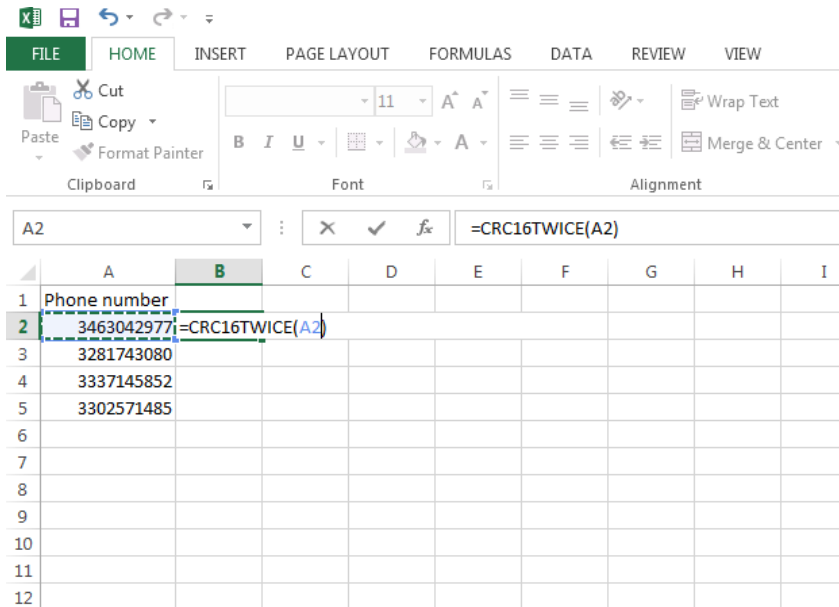 FILE HOME INSERT PAGE LAYOUT FORMULAS DATA REVIEW VIEW
Cut
Copy
Paste
Format Painter
Clipboard
11 A A
B I U A
Font
Wrap Text
Merge & Center
Alignment
A2 fx =CRC16TWICE(A2)
A B C D E F G H I
1 Phone number
2 3463042977 =CRC16TWICE(A2)
3 3281743080
4 3337145852
5 3302571485
6
7
8
9
10
11
12